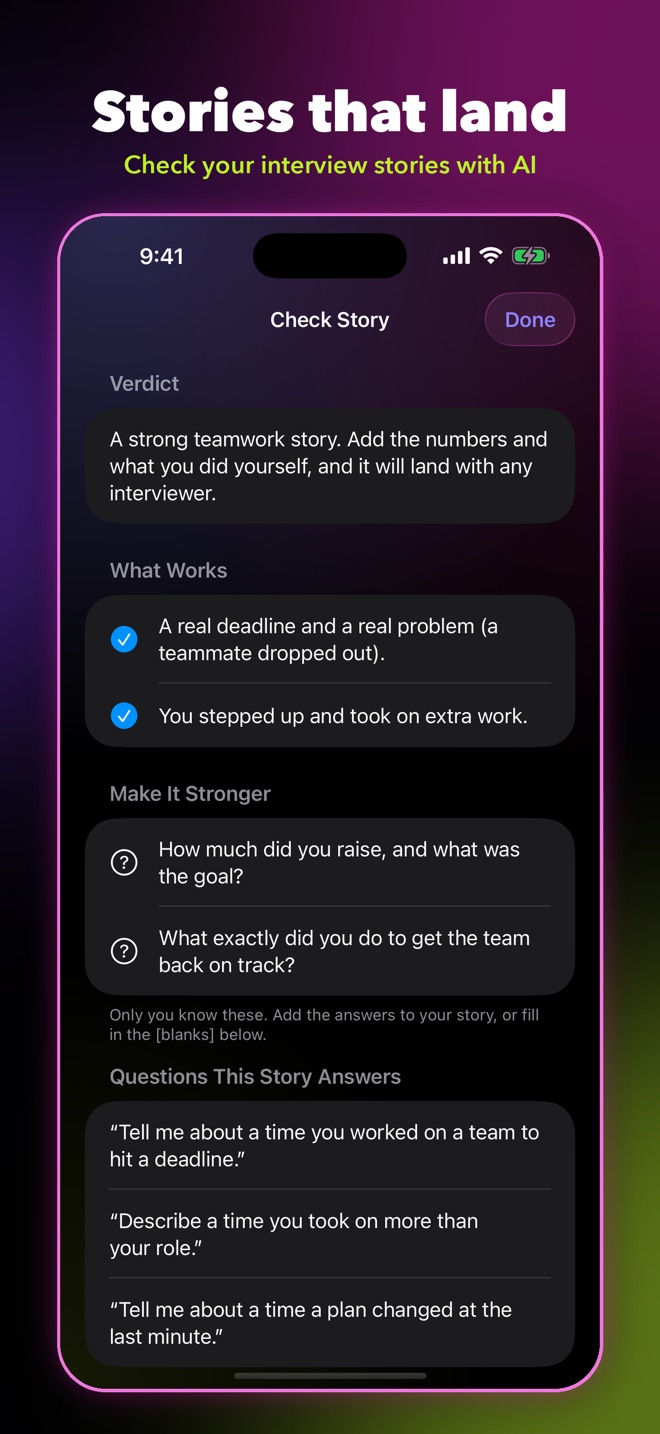 Stories that land
Check your interview stories with AI
9:41
Check Story
Done
Verdict
A strong teamwork story. Add the numbers and
what you did yourself, and it will land with any
interviewer.
What Works
A real deadline and a real problem (a
teammate dropped out).
You stepped up and took on extra work.
Make It Stronger
How much did you raise, and what was
the goal?
What exactly did you do to get the team
back on track?
Only you know these. Add the answers to your story, or fill
in the [blanks] below.
Questions This Story Answers
“Tell me about a time you worked on a team to
hit a deadline.”
“Describe a time you took on more than
your role.”
“Tell me about a time a plan changed at the
last minute.”